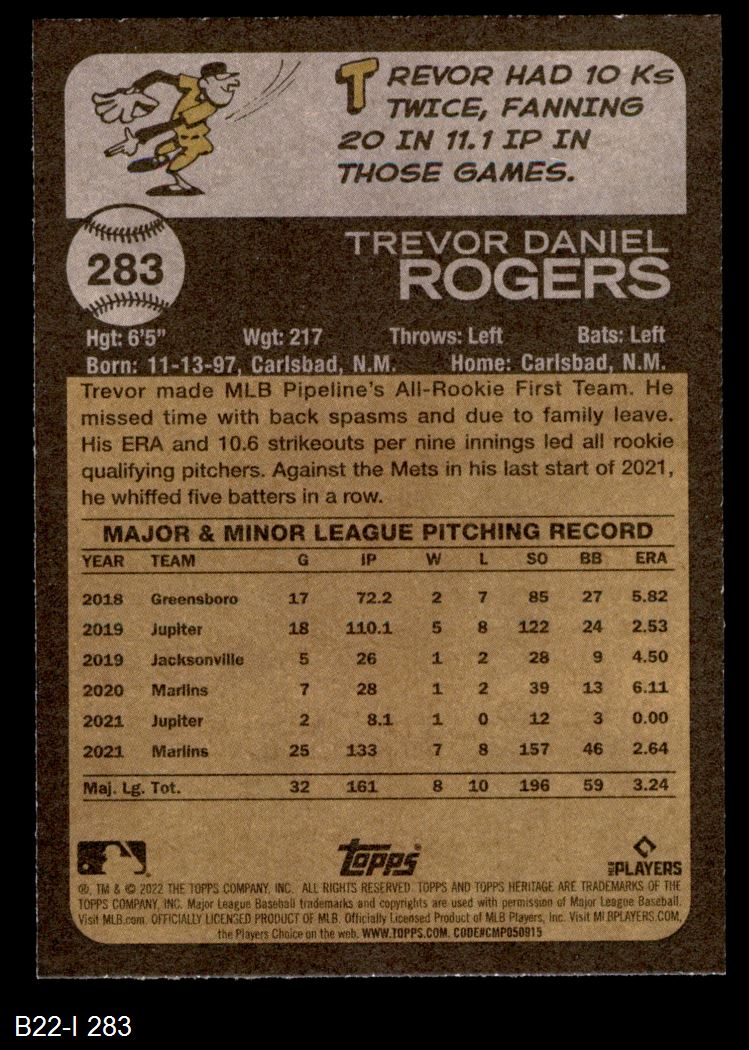 TREVOR HAD 10 Ks
TWICE, FANNING
20 IN 11.1 IP IN
THOSE GAMES.
283
TREVOR DANIEL
ROGERS
Hgt: 6'5" Wgt: 217 Throws: Left Bats: Left
Born: 11-13-97, Carlsbad, N.M. Home: Carlsbad, N.M.
Trevor made MLB Pipeline's All-Rookie First Team. He
missed time with back spasms and due to family leave.
His ERA and 10.6 strikeouts per nine innings led all rookie
qualifying pitchers. Against the Mets in his last start of 2021,
he whiffed five batters in a row.
MAJOR & MINOR LEAGUE PITCHING RECORD
YEAR TEAM G IP W L SO BB ERA
2018 Greensboro 17 72.2 2 7 85 27 5.82
2019 Jupiter 18 110.1 5 8 122 24 2.53
2019 Jacksonville 5 26 1 2 28 9 4.50
2020 Marlins 7 28 1 2 39 13 6.11
2021 Jupiter 2 8.1 1 0 12 3 0.00
2021 Marlins 25 133 7 8 157 46 2.64
Maj. Lg. Tot. 32 161 8 10 196 59 3.24
topps
MLB PLAYERS
®, TM & © 2022 THE TOPPS COMPANY, INC. ALL RIGHTS RESERVED. TOPPS AND TOPPS HERITAGE ARE TRADEMARKS OF THE
TOPPS COMPANY, INC. Major League Baseball trademarks and copyrights are used with permission of Major League Baseball.
Visit MLB.com. OFFICIALLY LICENSED PRODUCT OF MLB. Officially Licensed Product of MLB Players, Inc. Visit MLBPLAYERS.COM,
the Players Choice on the web. WWW.TOPPS.COM. CODE#CMP050915
B22-I 283